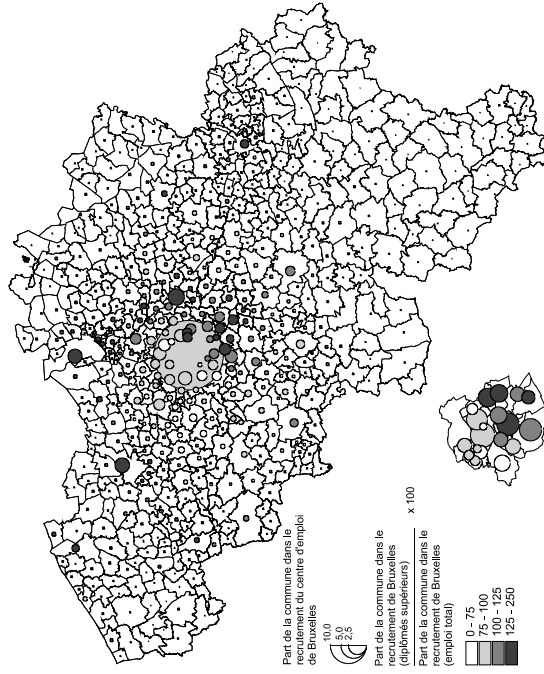 Part de la commune dans le
recrutement du centre d'emploi
de Bruxelles
10,0
5,0
2,5
Part de la commune dans le
recrutement de Bruxelles
(diplômés supérieurs)
x 100
Part de la commune dans le
recrutement de Bruxelles
(emploi total)
0 - 75
75 - 100
100 - 125
125 - 250